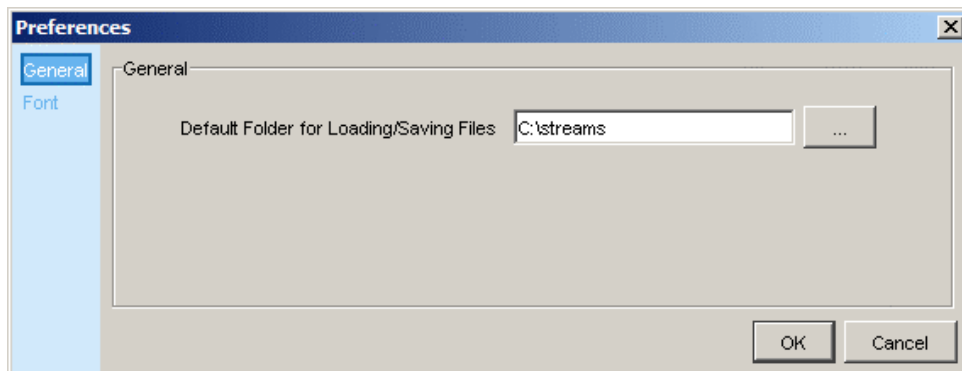 Preferences
General
Font
General
Default Folder for Loading/Saving Files C:\streams ...
OK Cancel